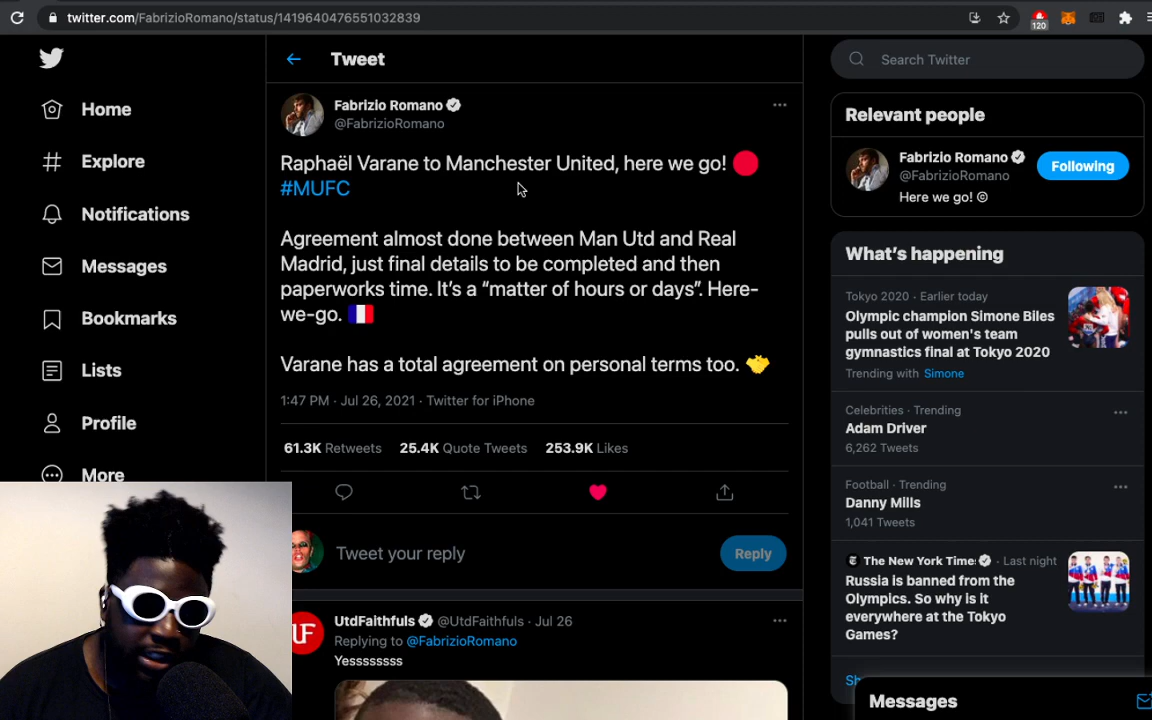 twitter.com/FabrizioRomano/status/1419640476551032839
120
Home
Explore
Notifications
Messages
Bookmarks
Lists
Profile
More
Tweet
Fabrizio Romano
@FabrizioRomano
Raphaël Varane to Manchester United, here we go!
#MUFC
Agreement almost done between Man Utd and Real
Madrid, just final details to be completed and then
paperworks time. It's a “matter of hours or days”. Here-
we-go.
Varane has a total agreement on personal terms too.
1:47 PM · Jul 26, 2021 · Twitter for iPhone
61.3K Retweets 25.4K Quote Tweets 253.9K Likes
Tweet your reply
Reply
UtdFaithfuls @UtdFaithfuls · Jul 26
Replying to @FabrizioRomano
Yessssssss
Search Twitter
Relevant people
Fabrizio Romano
@FabrizioRomano
Following
Here we go! ©
What's happening
Tokyo 2020 · Earlier today
Olympic champion Simone Biles
pulls out of women's team
gymnastics final at Tokyo 2020
Trending with Simone
Celebrities · Trending
Adam Driver
6,262 Tweets
Football · Trending
Danny Mills
1,041 Tweets
The New York Times · Last night
Russia is banned from the
Olympics. So why is it
everywhere at the Tokyo
Games?
Messages